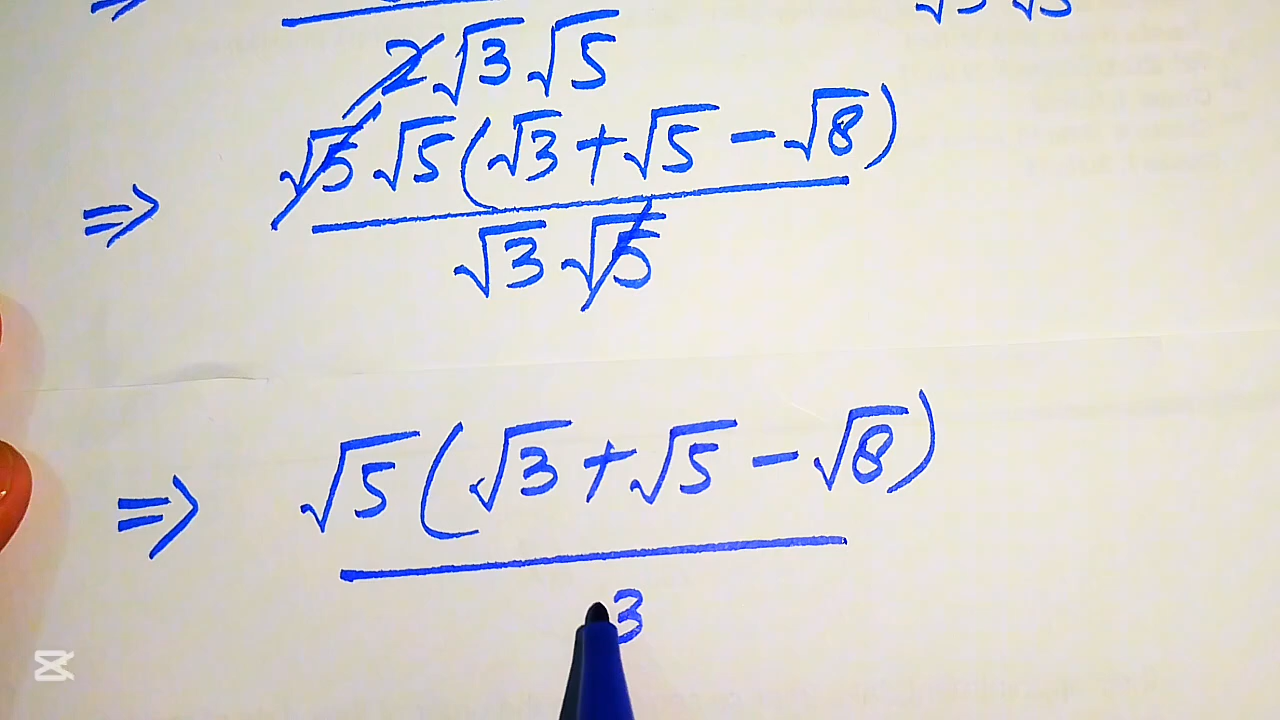 2√3 √5
⇒ √5 √5(√3+√5-√8)
√3 √5
⇒ √5(√3+√5-√8)
3